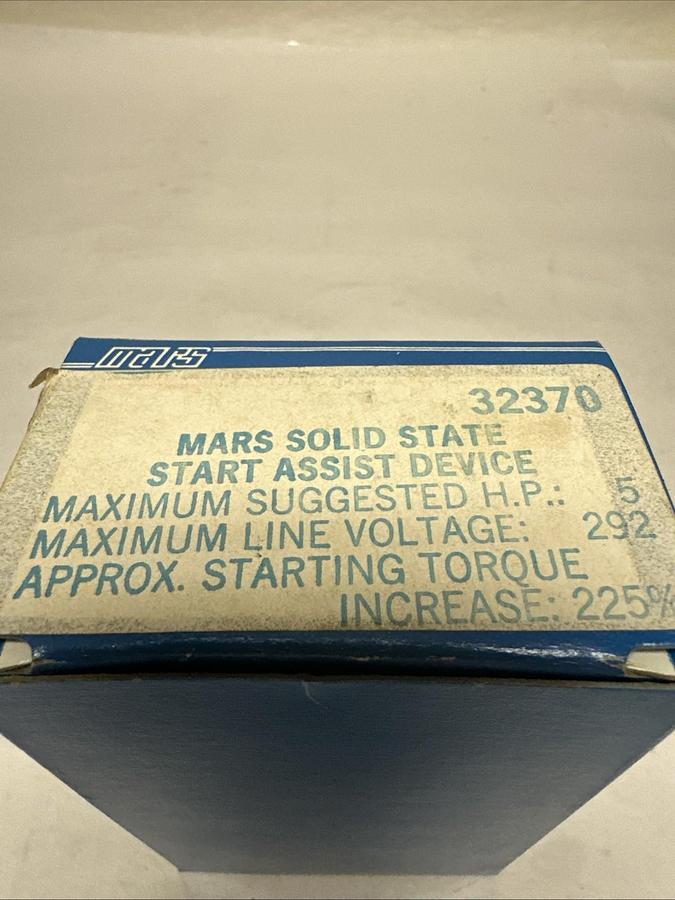 mars
32370
MARS SOLID STATE
START ASSIST DEVICE
MAXIMUM SUGGESTED H.P.: 5
MAXIMUM LINE VOLTAGE: 292
APPROX. STARTING TORQUE
INCREASE: 225%